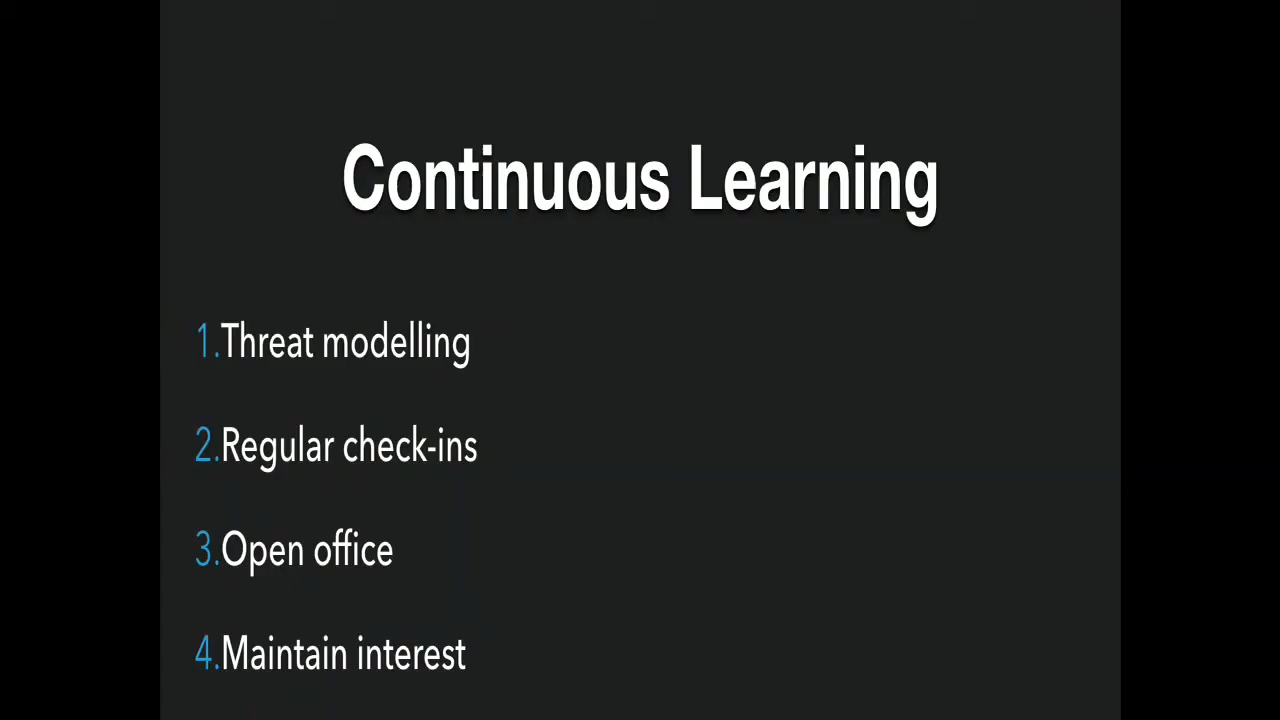 Continuous Learning
1.Threat modelling
2.Regular check-ins
3.Open office
4.Maintain interest